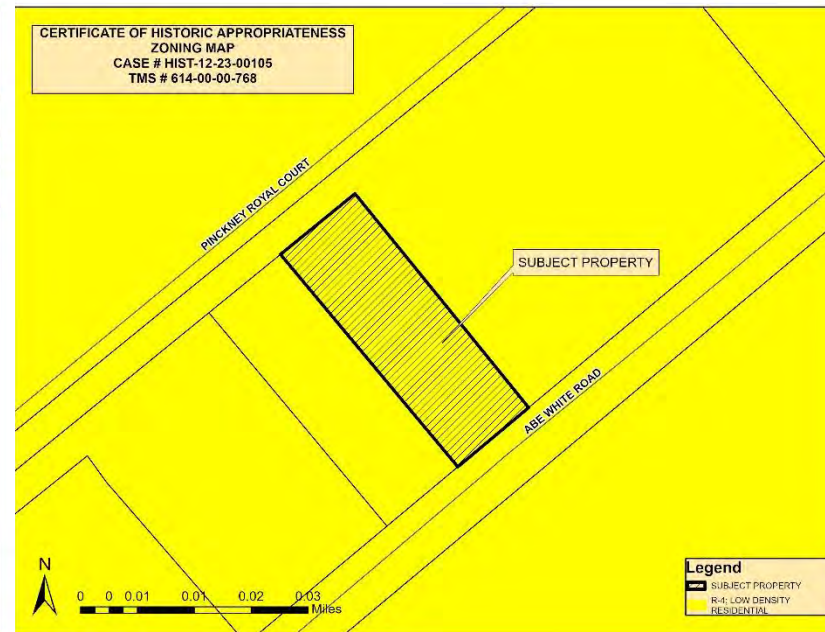 CERTIFICATE OF HISTORIC APPROPRIATENESS
ZONING MAP
CASE # HIST-12-23-00105
TMS # 614-00-00-768
PINCKNEY ROYAL COURT
SUBJECT PROPERTY
ABE WHITE ROAD
N
0 0 0.01 0.01 0.02 0.03
Miles
Legend
SUBJECT PROPERTY
R-4; LOW DENSITY
RESIDENTIAL